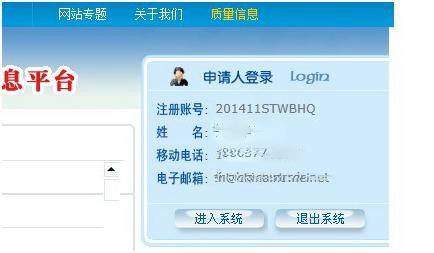 网站专题 关于我们 质量信息
息平台
申请人登录 Login
注册账号: 201411STWBHQ
姓 名:
移动电话:
电子邮箱:
进入系统 退出系统